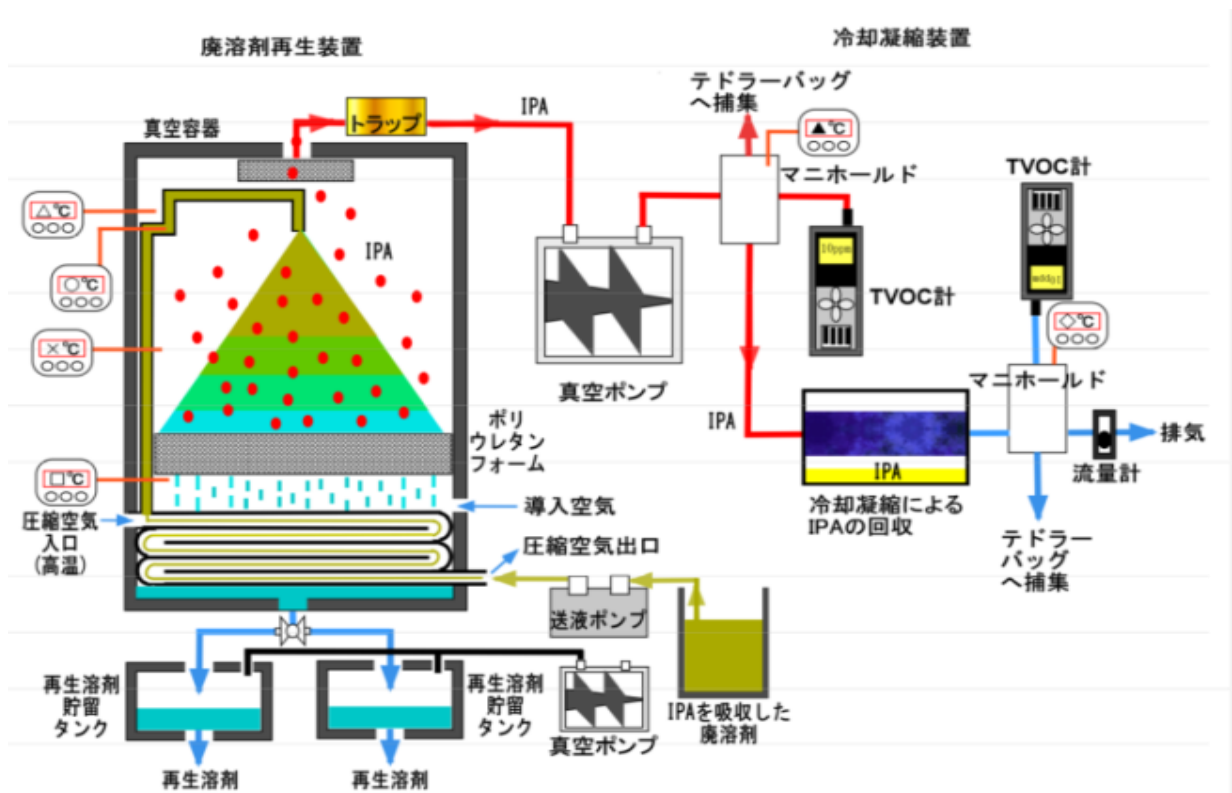 廃溶剤再生装置
冷却凝縮装置
真空容器
トラップ
IPA
テドラーバッグ
へ捕集
▲℃
マニホールド
TVOC計
10ppm
TVOC計
10ppm
△℃
○℃
×℃
□℃
IPA
真空ポンプ
◇℃
マニホールド
排気
流量計
テドラー
バッグ
へ捕集
IPA
IPA
冷却凝縮による
IPAの回収
ポリ
ウレタン
フォーム
導入空気
圧縮空気
入口
(高温)
圧縮空気出口
送液ポンプ
IPAを吸収した
廃溶剤
再生溶剤
貯留
タンク
再生溶剤
貯留
タンク
真空ポンプ
再生溶剤
再生溶剤